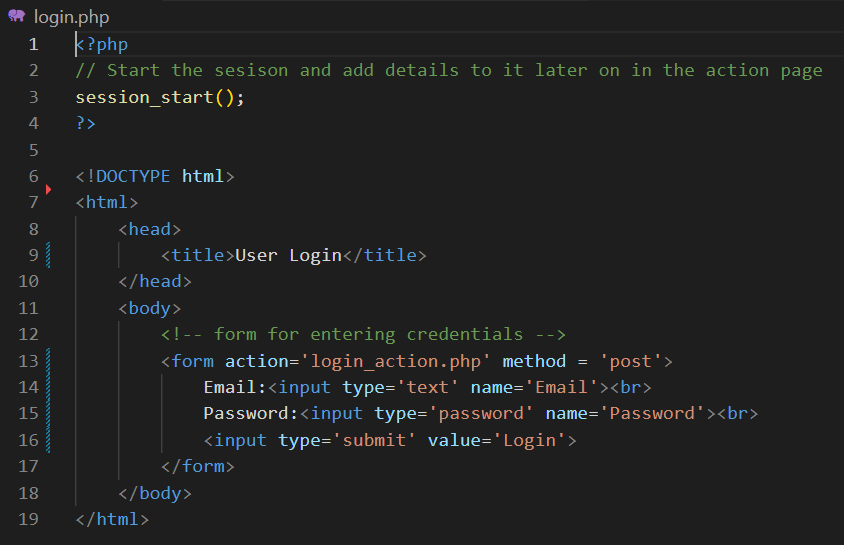 login.php
1 <?php
2 // Start the sesison and add details to it later on in the action page
3 session_start();
4 ?>
5
6 <!DOCTYPE html>
7 <html>
8     <head>
9         <title>User Login</title>
10     </head>
11     <body>
12         <!-- form for entering credentials -->
13         <form action='login_action.php' method = 'post'>
14             Email:<input type='text' name='Email'><br>
15             Password:<input type='password' name='Password'><br>
16             <input type='submit' value='Login'>
17         </form>
18     </body>
19 </html>